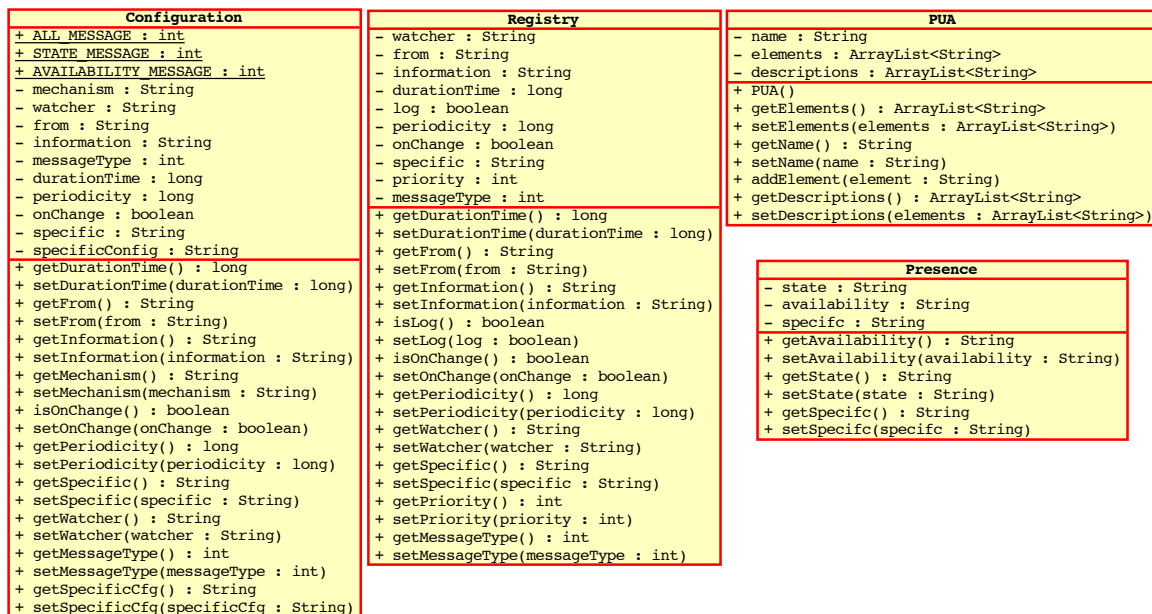 Configuration
+ ALL_MESSAGE : int
+ STATE_MESSAGE : int
+ AVAILABILITY_MESSAGE : int
- mechanism : String
- watcher : String
- from : String
- information : String
- messageType : int
- durationTime : long
- periodicity : long
- onChange : boolean
- specific : String
- specificConfig : String
+ getDurationTime() : long
+ setDurationTime(durationTime : long)
+ getFrom() : String
+ setFrom(from : String)
+ getInformation() : String
+ setInformation(information : String)
+ getMechanism() : String
+ setMechanism(mechanism : String)
+ isOnChange() : boolean
+ setOnChange(onChange : boolean)
+ getPeriodicity() : long
+ setPeriodicity(periodicity : long)
+ getSpecific() : String
+ setSpecific(specific : String)
+ getWatcher() : String
+ setWatcher(watcher : String)
+ getMessageType() : int
+ setMessageType(messageType : int)
+ getSpecificCfg() : String
+ setSpecificCfg(specificCfg : String)
Registry
- watcher : String
- from : String
- information : String
- durationTime : long
- log : boolean
- periodicity : long
- onChange : boolean
- specific : String
- priority : int
- messageType : int
+ getDurationTime() : long
+ setDurationTime(durationTime : long)
+ getFrom() : String
+ setFrom(from : String)
+ getInformation() : String
+ setInformation(information : String)
+ isLog() : boolean
+ setLog(log : boolean)
+ isOnChange() : boolean
+ setOnChange(onChange : boolean)
+ getPeriodicity() : long
+ setPeriodicity(periodicity : long)
+ getWatcher() : String
+ setWatcher(watcher : String)
+ getSpecific() : String
+ setSpecific(specific : String)
+ getPriority() : int
+ setPriority(priority : int)
+ getMessageType() : int
+ setMessageType(messageType : int)
PUA
- name : String
- elements : ArrayList<String>
- descriptions : ArrayList<String>
+ PUA()
+ getElements() : ArrayList<String>
+ setElements(elements : ArrayList<String>)
+ getName() : String
+ setName(name : String)
+ addElement(element : String)
+ getDescriptions() : ArrayList<String>
+ setDescriptions(elements : ArrayList<String>)
Presence
- state : String
- availability : String
- specifc : String
+ getAvailability() : String
+ setAvailability(availability : String)
+ getState() : String
+ setState(state : String)
+ getSpecifc() : String
+ setSpecifc(specifc : String)